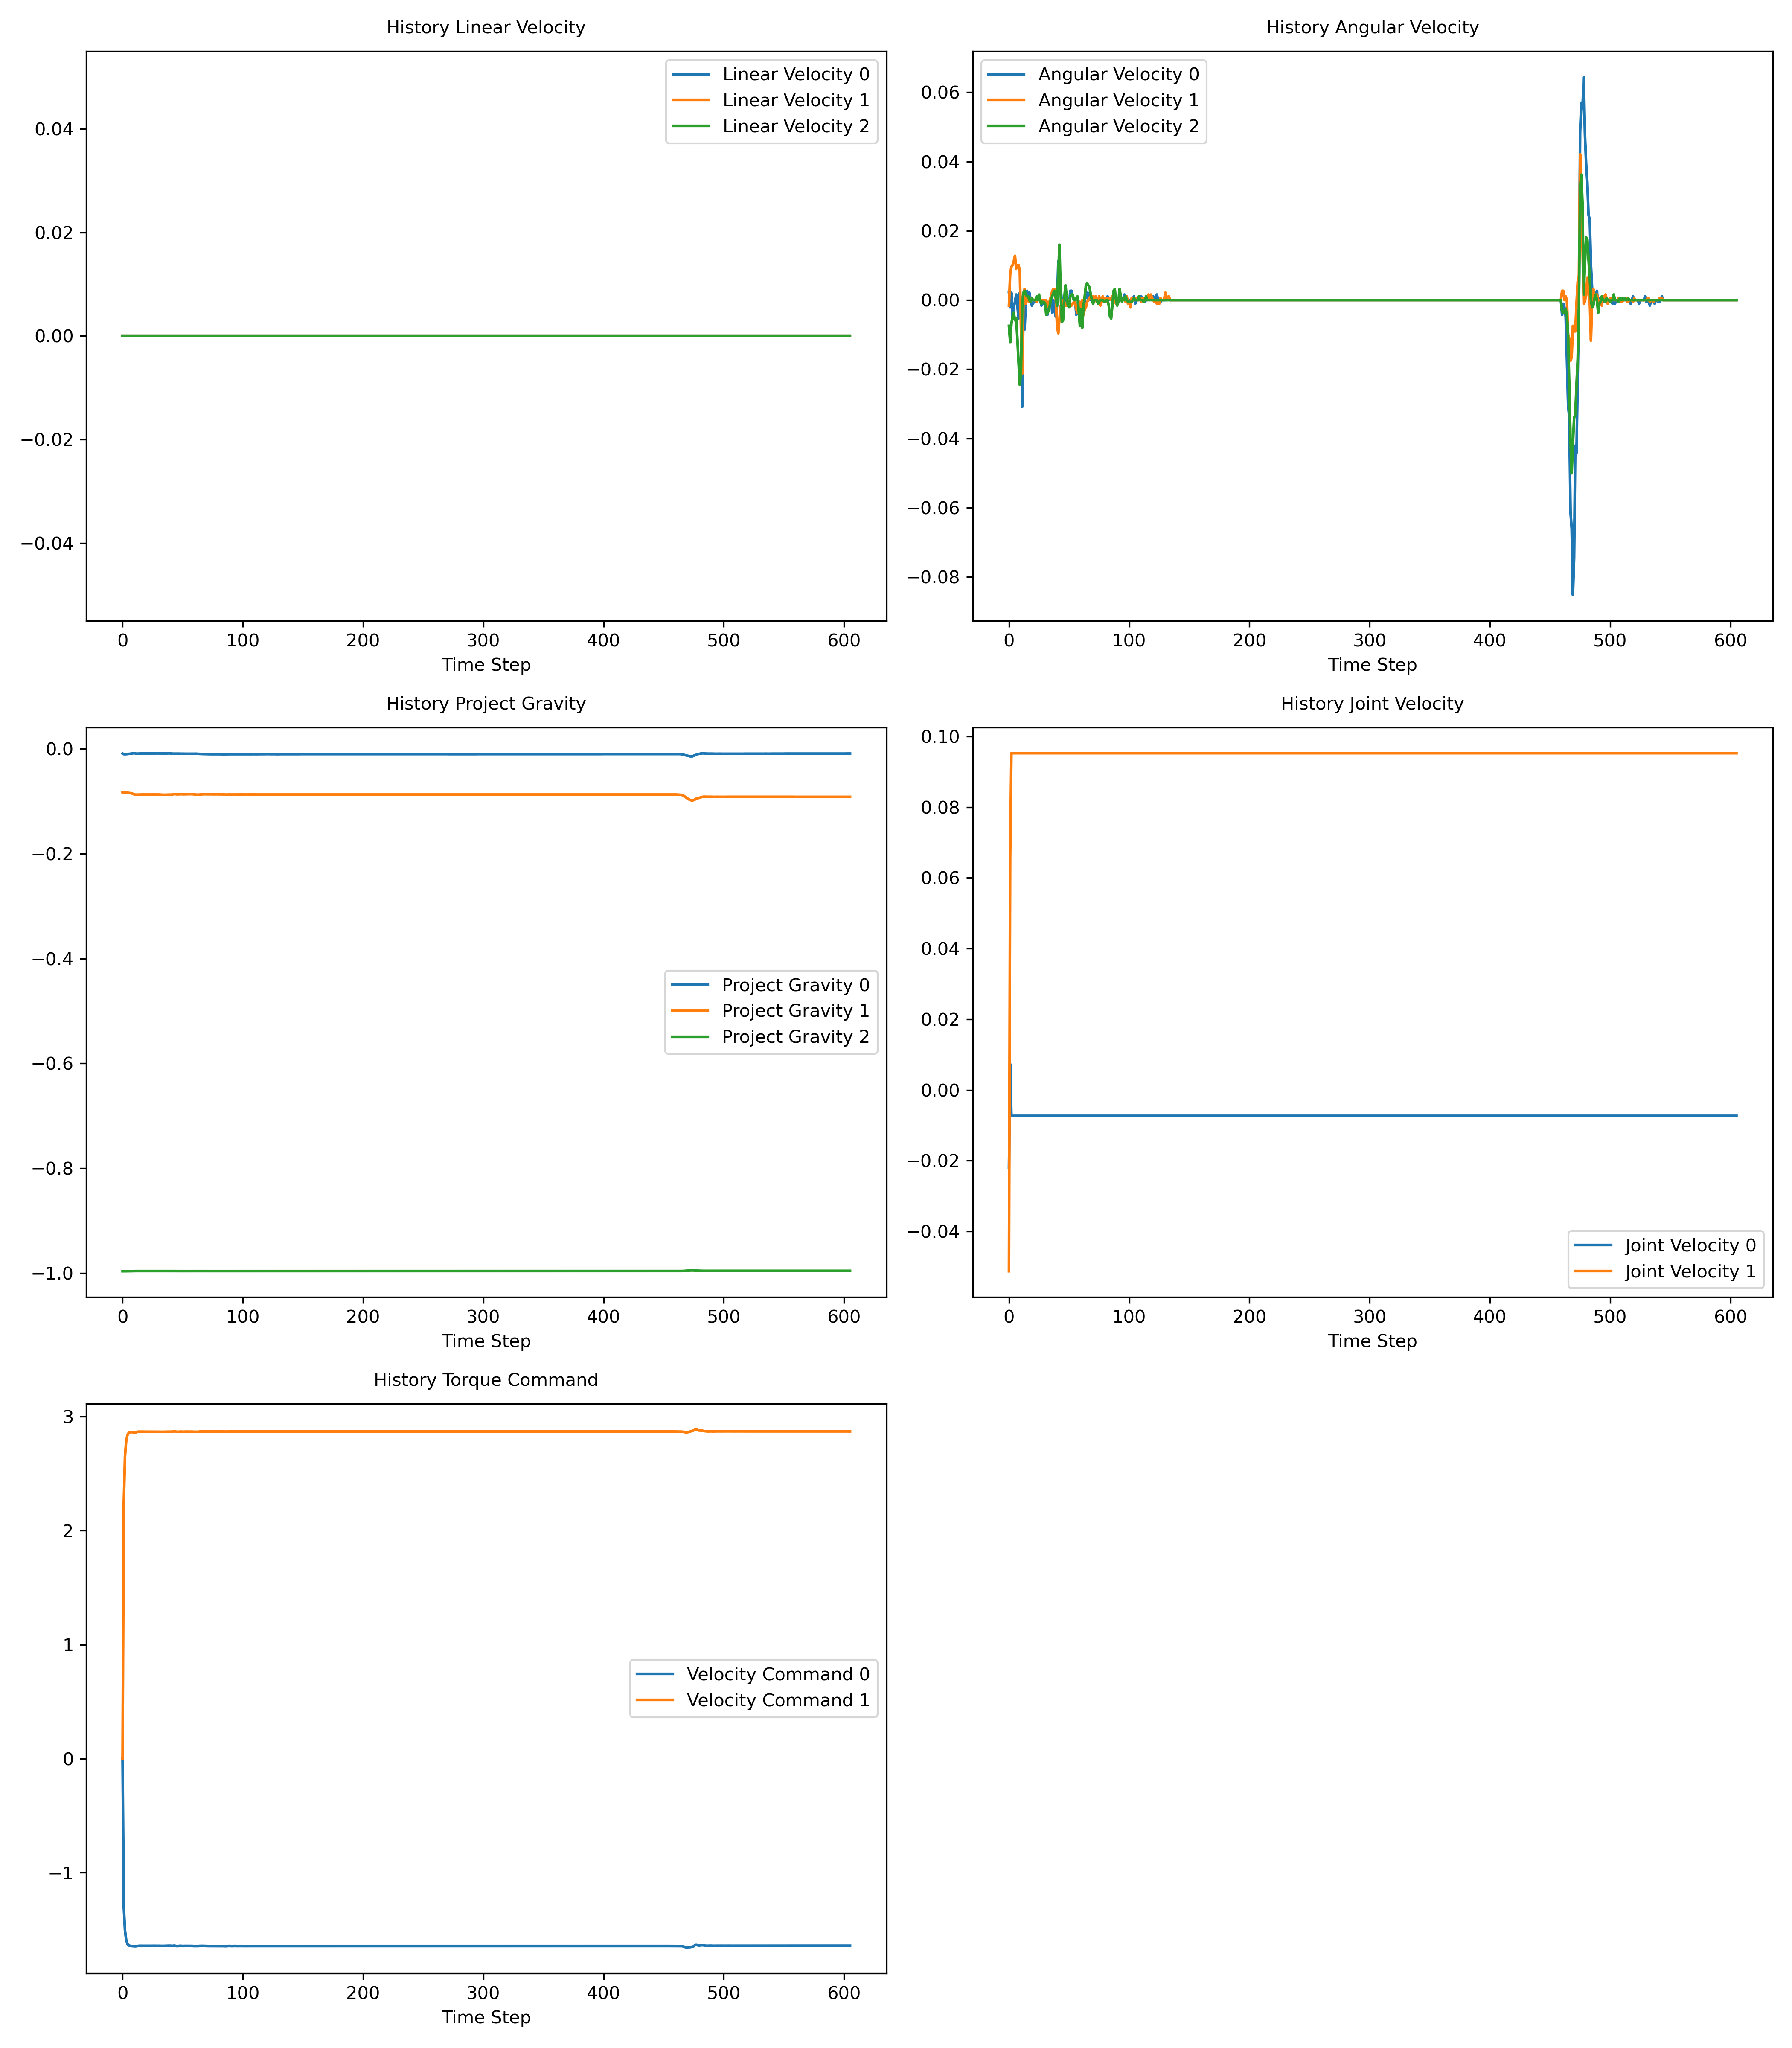 History Linear Velocity
Linear Velocity 0
Linear Velocity 1
Linear Velocity 2
0.04
0.02
0.00
−0.02
−0.04
0 100 200 300 400 500 600
Time Step
History Angular Velocity
Angular Velocity 0
Angular Velocity 1
Angular Velocity 2
0.06
0.04
0.02
0.00
−0.02
−0.04
−0.06
−0.08
0 100 200 300 400 500 600
Time Step
History Project Gravity
0.0
−0.2
−0.4
−0.6
−0.8
−1.0
Project Gravity 0
Project Gravity 1
Project Gravity 2
0 100 200 300 400 500 600
Time Step
History Joint Velocity
0.10
0.08
0.06
0.04
0.02
0.00
−0.02
−0.04
Joint Velocity 0
Joint Velocity 1
0 100 200 300 400 500 600
Time Step
History Torque Command
3
2
1
0
−1
Velocity Command 0
Velocity Command 1
0 100 200 300 400 500 600
Time Step